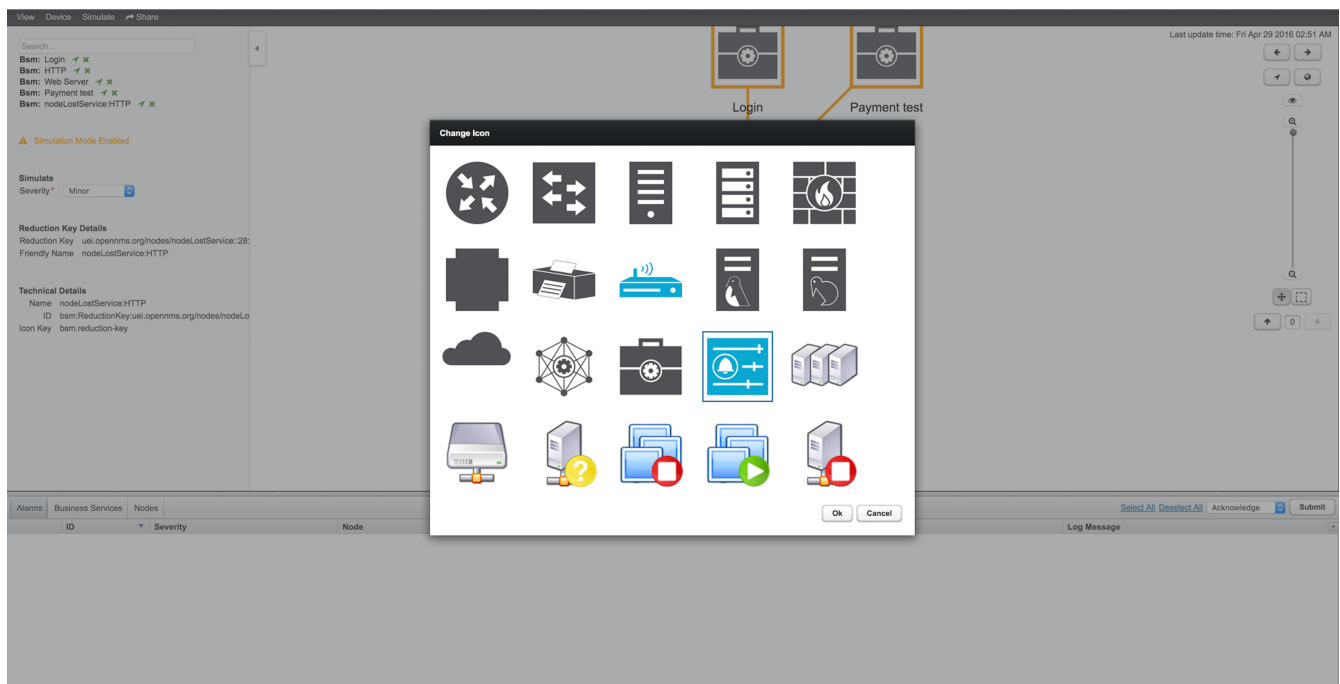 View Device Simulate Share
Last update time: Fri Apr 29 2016 02:51 AM
Search...
Bsm: Login
Bsm: HTTP
Bsm: Web Server
Bsm: Payment test
Bsm: nodeLostService:HTTP
Simulation Mode Enabled
Simulate
Severity* Minor
Reduction Key Details
Reduction Key uei.opennms.org/nodes/nodeLostService::28:
Friendly Name nodeLostService:HTTP
Technical Details
Name nodeLostService:HTTP
ID bsm:ReductionKey:uei.opennms.org/nodes/nodeLo
Icon Key bsm.reduction-key
Login Payment test
0
Change Icon
?
Ok Cancel
Alarms Business Services Nodes
Select All Deselect All Acknowledge Submit
ID Severity Node Log Message